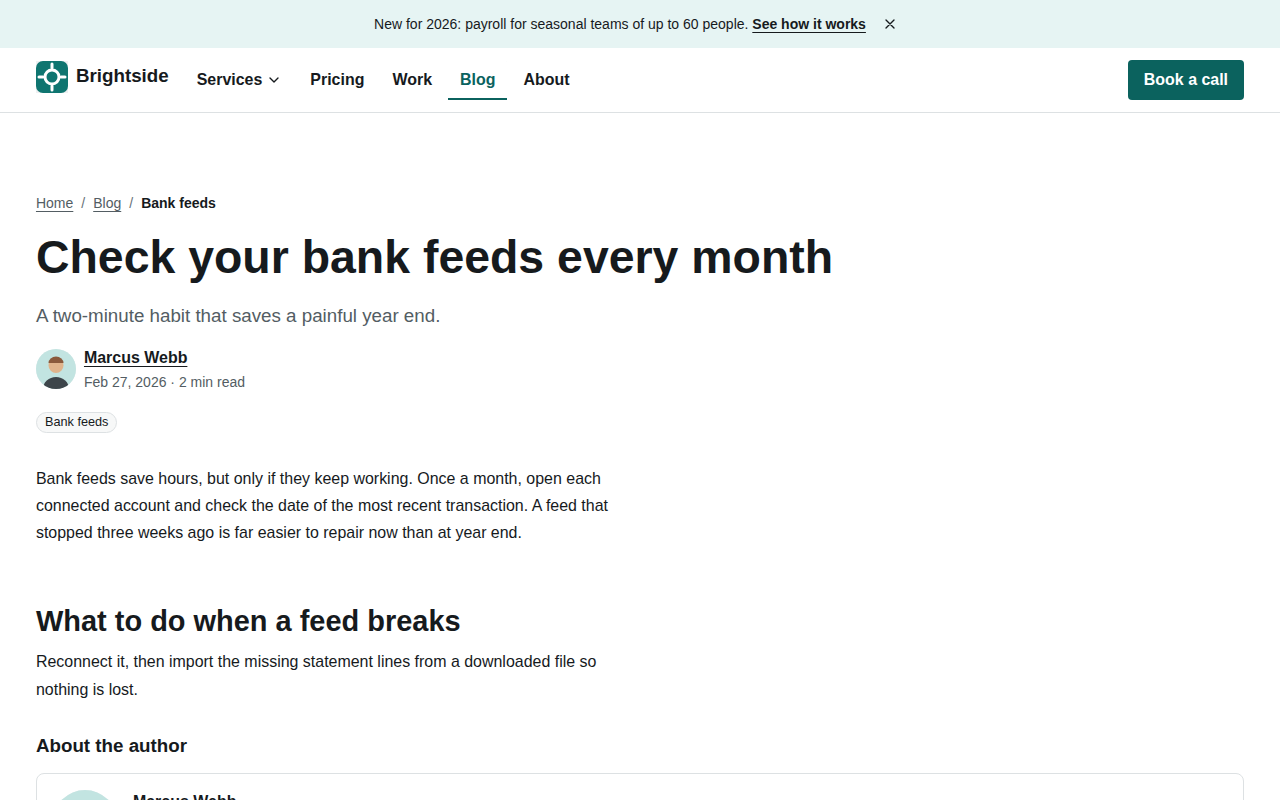 New for 2026: payroll for seasonal teams of up to 60 people. See how it works
Brightside
Services
Pricing
Work
Blog
About
Book a call
Home / Blog / Bank feeds
Check your bank feeds every month
A two-minute habit that saves a painful year end.
Marcus Webb
Feb 27, 2026 · 2 min read
Bank feeds
Bank feeds save hours, but only if they keep working. Once a month, open each
connected account and check the date of the most recent transaction. A feed that
stopped three weeks ago is far easier to repair now than at year end.
What to do when a feed breaks
Reconnect it, then import the missing statement lines from a downloaded file so
nothing is lost.
About the author
Marcus Webb